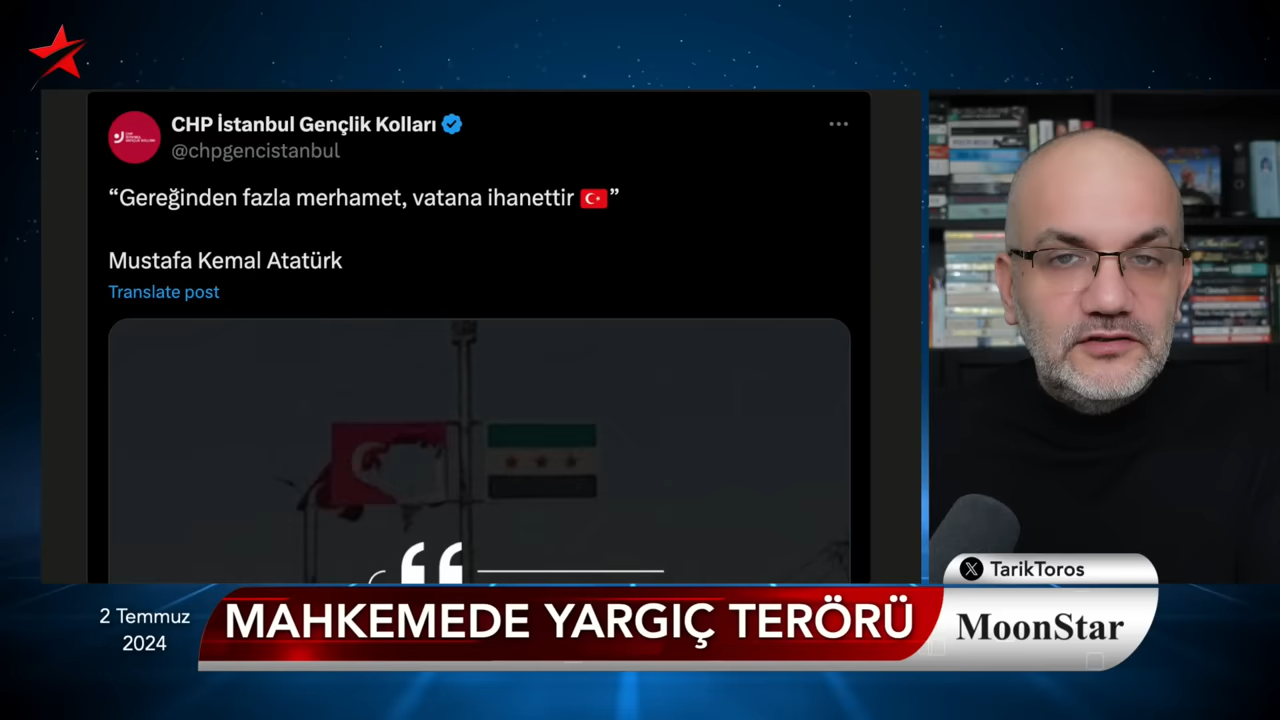 CHP İstanbul Gençlik Kolları
@chpgencistanbul
“Gereğinden fazla merhamet, vatana ihanettir 🇹🇷”
Mustafa Kemal Atatürk
Translate post
TarikToros
2 Temmuz
2024
MAHKEMEDE YARGIÇ TERÖRÜ
MoonStar